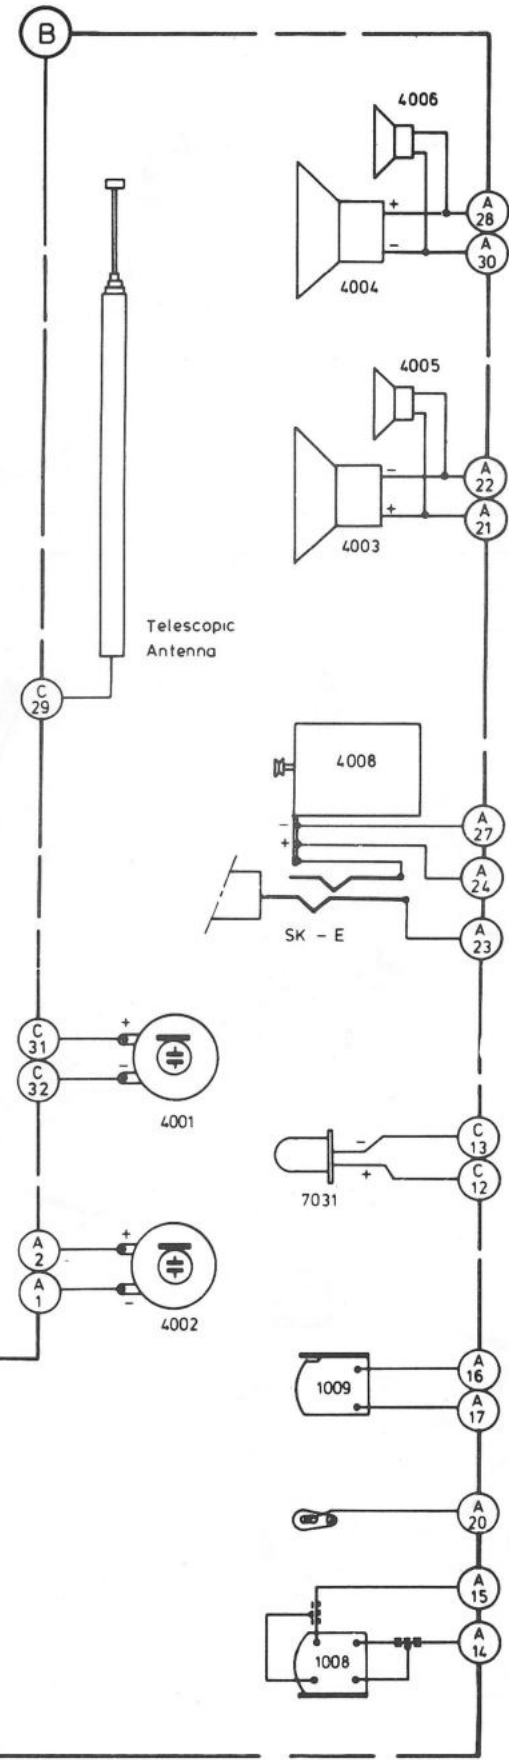 B
4006
A
28
+
-
A
30
4004
4005
-
A
22
+
A
21
4003
Telescopic
Antenna
C
29
4008
-
A
27
+
A
24
A
23
SK - E
C
31
+
C
32
-
4001
C
13
-
C
12
+
7031
A
2
+
A
1
-
4002
A
16
1009
A
17
A
20
A
15
A
14
1008